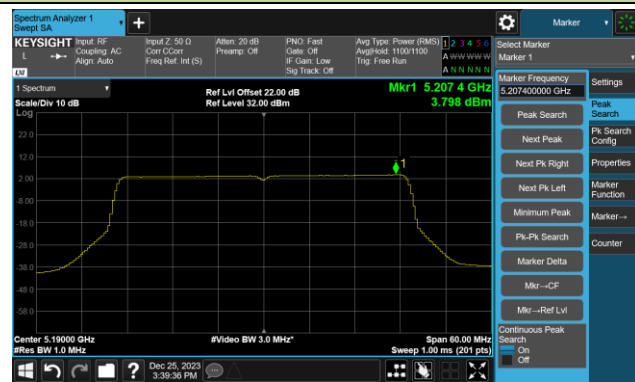 Spectrum Analyzer 1
Swept SA
Marker
KEYSIGHT
L
Input: RF
Coupling: AC
Align: Auto
Input Z: 50 Ω
Corr CCorr
Freq Ref: Int (S)
Atten: 20 dB
Preamp: Off
PNO: Fast
Gate: Off
IF Gain: Low
Sig Track: Off
Avg Type: Power (RMS)
Avg|Hold: 1100/1100
Trig: Free Run
1 2 3 4 5 6
A W W W W W
A N N N N N
Select Marker
Marker 1
LXI
1 Spectrum
Scale/Div 10 dB
Log
Ref Lvl Offset 22.00 dB
Ref Level 32.00 dBm
Mkr1 5.207 4 GHz
3.798 dBm
22.0
12.0
2.00
-8.00
-18.0
-28.0
-38.0
-48.0
-58.0
1
Center 5.19000 GHz
#Res BW 1.0 MHz
#Video BW 3.0 MHz*
Span 60.00 MHz
Sweep 1.00 ms (201 pts)
Marker Frequency
5.207400000 GHz
Peak Search
Next Peak
Next Pk Right
Next Pk Left
Minimum Peak
Pk-Pk Search
Marker Delta
Mkr→CF
Mkr→Ref Lvl
Continuous Peak
Search
On
Off
Settings
Peak
Search
Pk Search
Config
Properties
Marker
Function
Marker→
Counter
?
Dec 25, 2023
3:39:36 PM